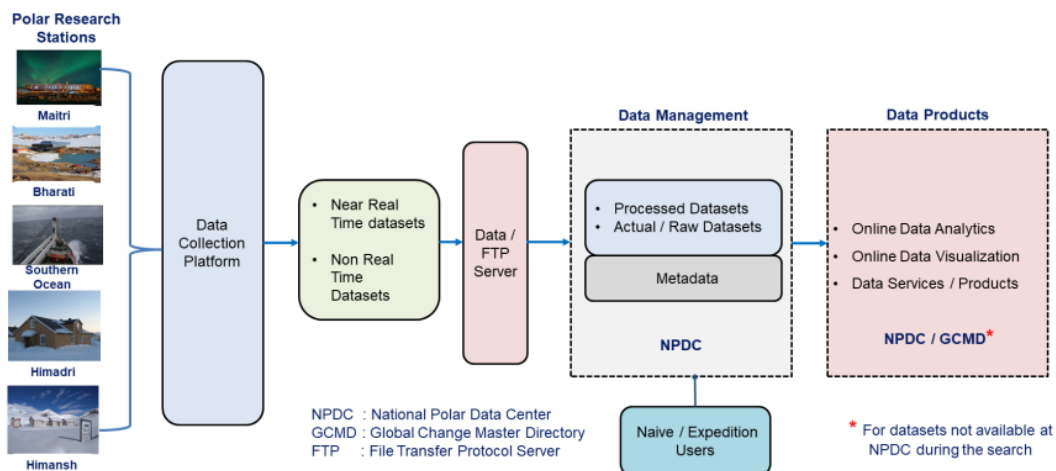 Polar Research
Stations
Maitri
Bharati
Southern
Ocean
Himadri
Himansh
Data
Collection
Platform
• Near Real
Time datasets
• Non Real
Time
Datasets
Data /
FTP
Server
Data Management
• Processed Datasets
• Actual / Raw Datasets
Metadata
NPDC
Naive / Expedition
Users
Data Products
• Online Data Analytics
• Online Data Visualization
• Data Services / Products
NPDC / GCMD*
NPDC : National Polar Data Center
GCMD : Global Change Master Directory
FTP : File Transfer Protocol Server
* For datasets not available at
NPDC during the search